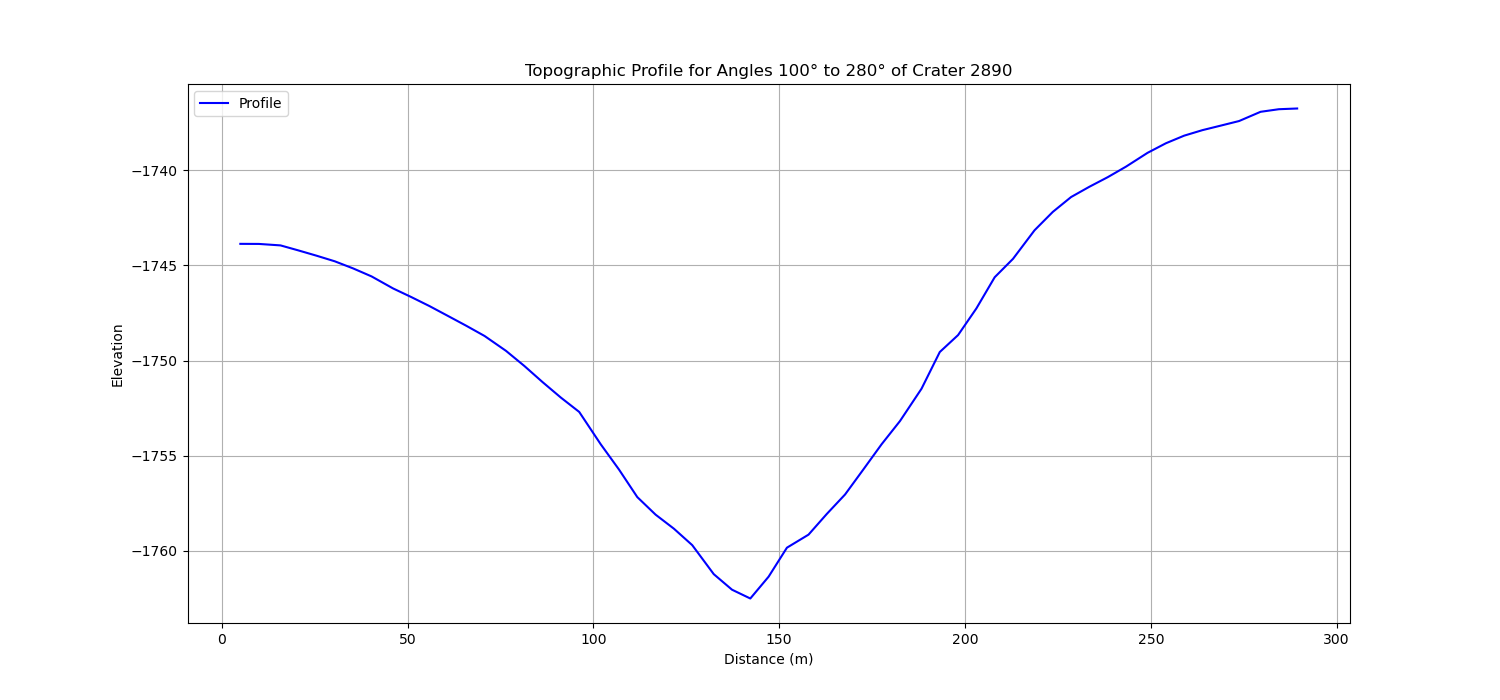 Topographic Profile for Angles 100° to 280° of Crater 2890
Profile
−1740
−1745
−1750
−1755
−1760
Elevation
0 50 100 150 200 250 300
Distance (m)